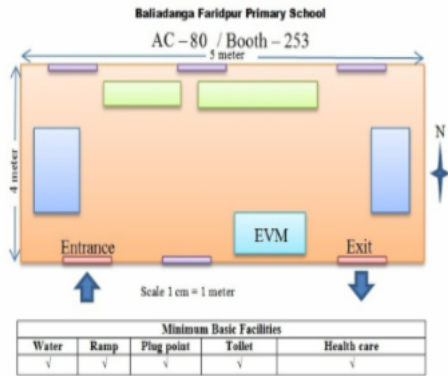 Baliadanga Faridpur Primary School
AC – 80 / Booth – 253
5 meter
4 meter
N
EVM
Entrance
Exit
Scale 1 cm = 1 meter
Minimum Basic Facilities
Water Ramp Plug point Toilet Health care
√ √ √ √ √